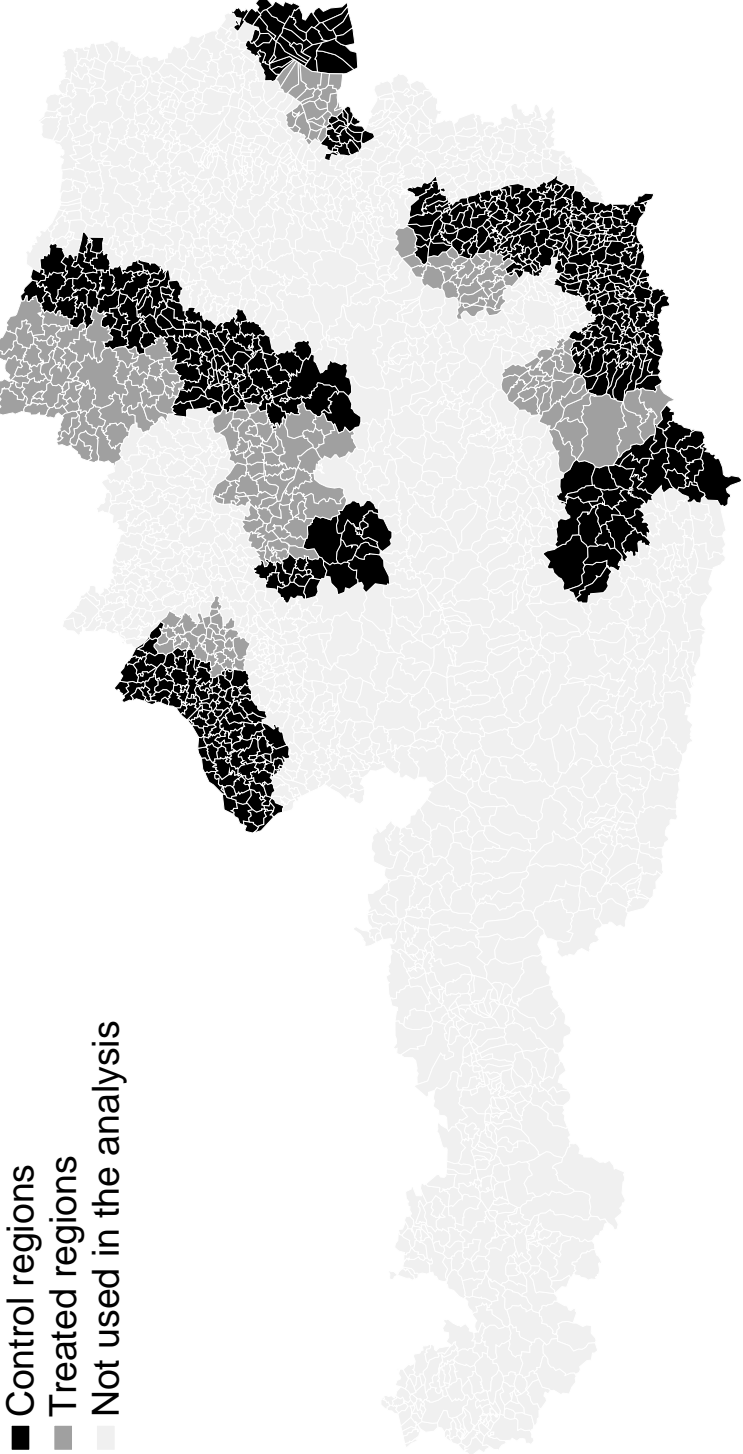 Control regions
Treated regions
Not used in the analysis